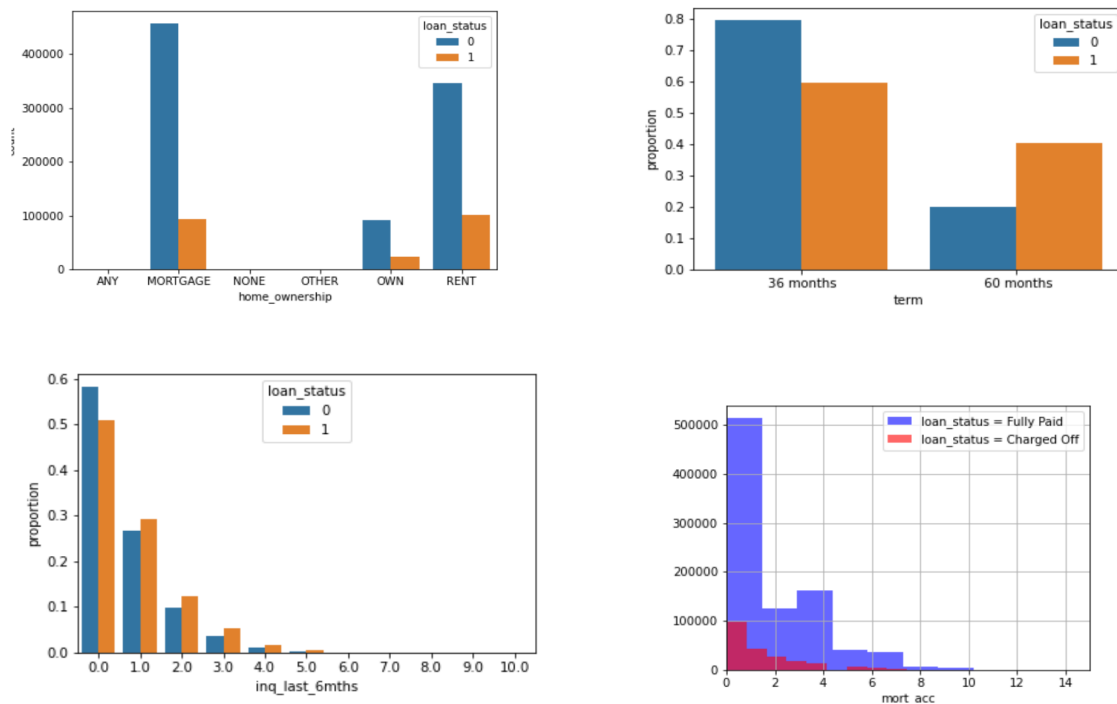 loan_status
0
1
400000
300000
200000
100000
0
ANY MORTGAGE NONE OTHER OWN RENT
home_ownership
loan_status
0
1
0.8
0.7
0.6
0.5
0.4
0.3
0.2
0.1
0.0
proportion
36 months 60 months
term
loan_status
0
1
0.6
0.5
0.4
0.3
0.2
0.1
0.0
proportion
0.0 1.0 2.0 3.0 4.0 5.0 6.0 7.0 8.0 9.0 10.0
inq_last_6mths
loan_status = Fully Paid
loan_status = Charged Off
500000
400000
300000
200000
100000
0
0 2 4 6 8 10 12 14
mort_acc